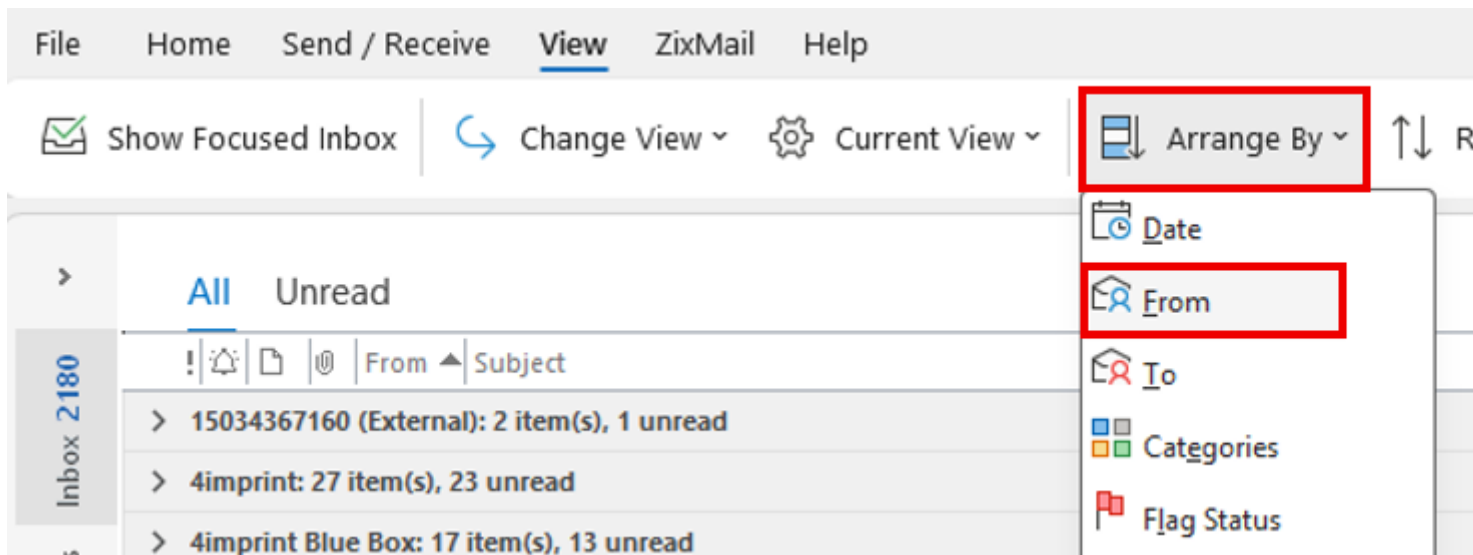 File Home Send / Receive View ZixMail Help
Show Focused Inbox Change View Current View Arrange By R
Date
All Unread
From
! From Subject
To
Inbox 2180
15034367160 (External): 2 item(s), 1 unread
Categories
4imprint: 27 item(s), 23 unread
Flag Status
4imprint Blue Box: 17 item(s), 13 unread